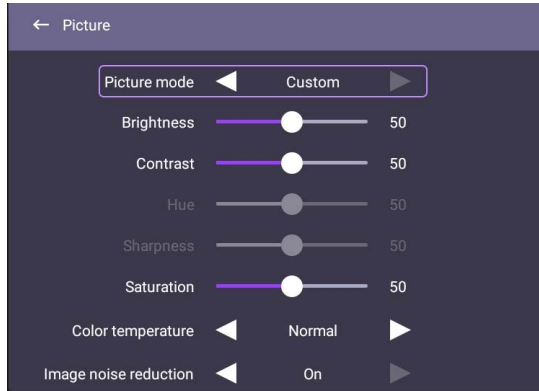 ← Picture
Picture mode Custom
Brightness 50
Contrast 50
Hue 50
Sharpness 50
Saturation 50
Color temperature Normal
Image noise reduction On